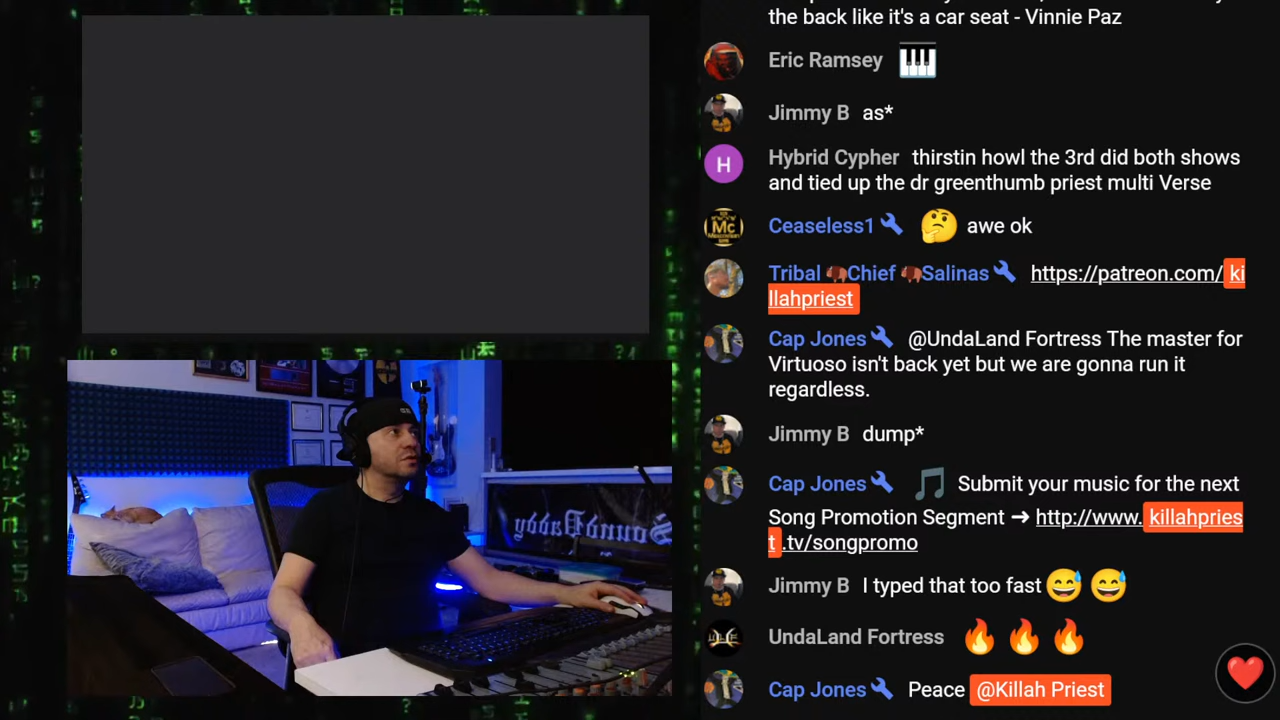 the back like it's a car seat - Vinnie Paz
Eric Ramsey 🎹
Jimmy B as*
H Hybrid Cypher thirstin howl the 3rd did both shows
and tied up the dr greenthumb priest multi Verse
Ceaseless1 🤔 awe ok
Tribal 🐗Chief 🐗Salinas https://patreon.com/ki
llahpriest
Cap Jones @UndaLand Fortress The master for
Virtuoso isn't back yet but we are gonna run it
regardless.
Jimmy B dump*
Cap Jones 🎵 Submit your music for the next
Song Promotion Segment ➜ http://www.killahpries
t.tv/songpromo
Jimmy B I typed that too fast 😅 😅
UndaLand Fortress 🔥 🔥 🔥
Cap Jones Peace @Killah Priest
SoundDaddy